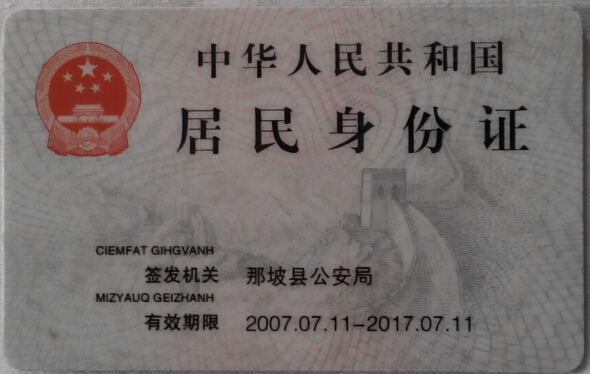 中华人民共和国
居民身份证
CIEMFAT GIHGVANH
签发机关 那坡县公安局
MIZYAUQ GEIZHANH
有效期限 2007.07.11-2017.07.11